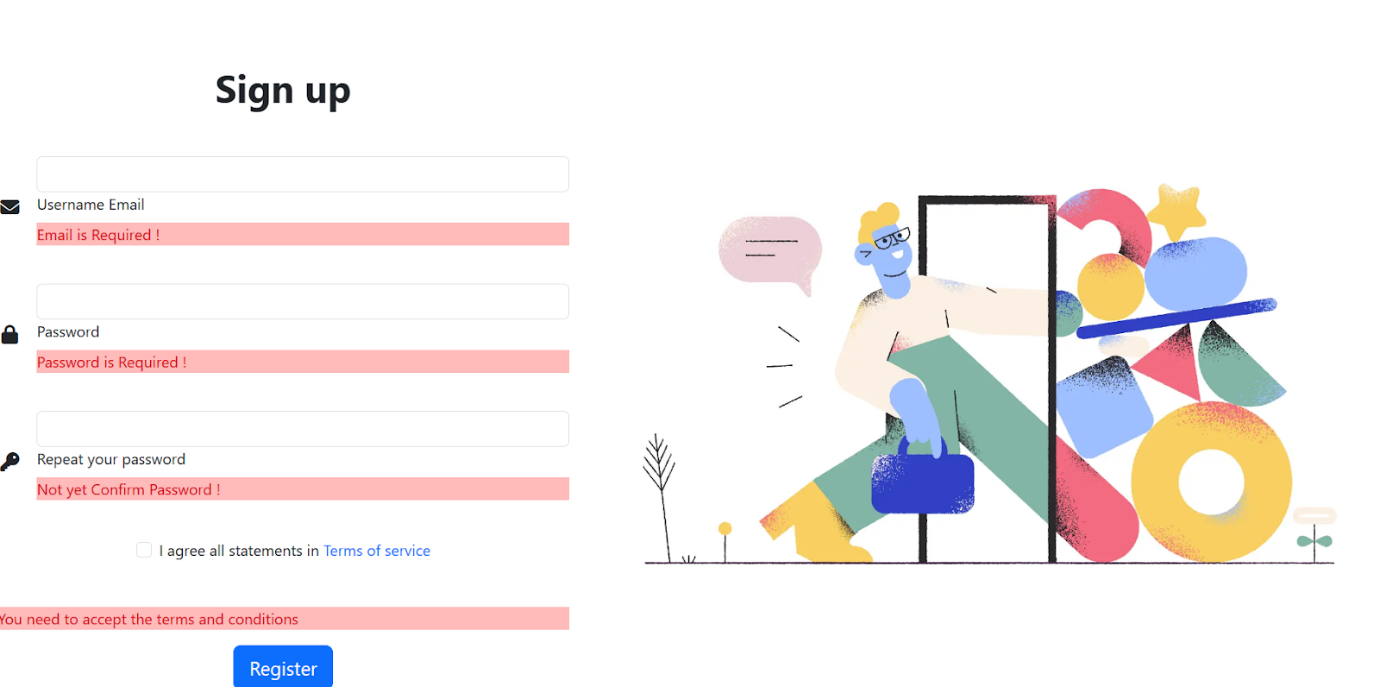 Sign up
Username Email
Email is Required !
Password
Password is Required !
Repeat your password
Not yet Confirm Password !
I agree all statements in Terms of service
You need to accept the terms and conditions
Register